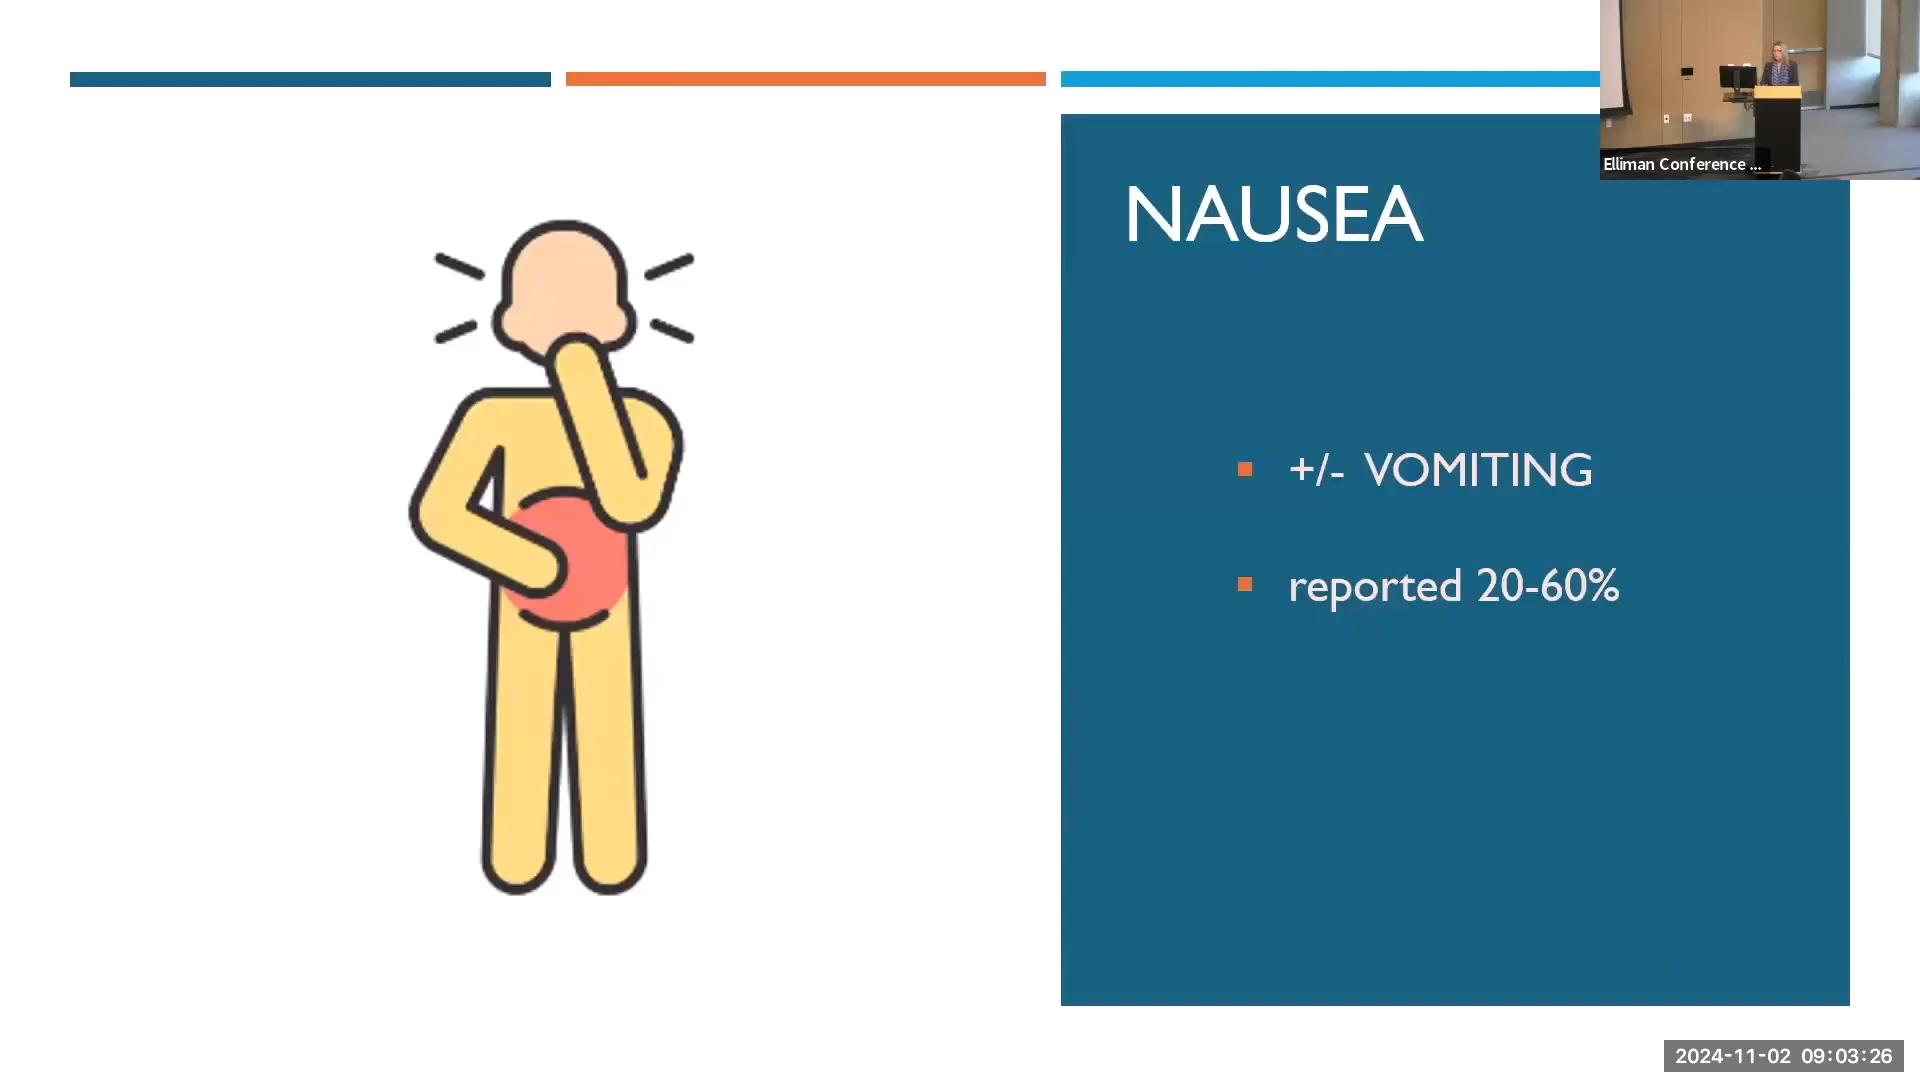 Elliman Conference ...
NAUSEA
+/- VOMITING
reported 20-60%
2024-11-02 09:03:26